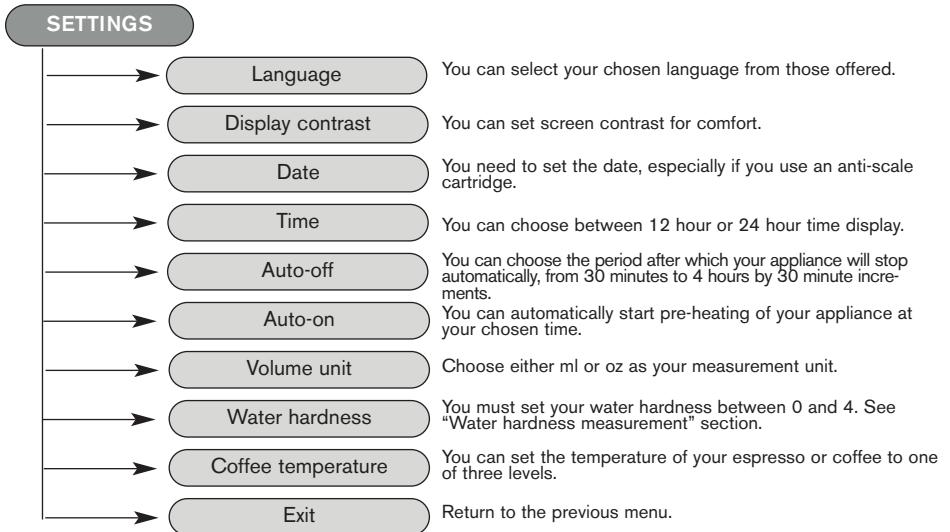 SETTINGS
Language
You can select your chosen language from those offered.
Display contrast
You can set screen contrast for comfort.
Date
You need to set the date, especially if you use an anti-scale
cartridge.
Time
You can choose between 12 hour or 24 hour time display.
Auto-off
You can choose the period after which your appliance will stop
automatically, from 30 minutes to 4 hours by 30 minute incre-
ments.
Auto-on
You can automatically start pre-heating of your appliance at
your chosen time.
Volume unit
Choose either ml or oz as your measurement unit.
Water hardness
You must set your water hardness between 0 and 4. See
“Water hardness measurement” section.
Coffee temperature
You can set the temperature of your espresso or coffee to one
of three levels.
Exit
Return to the previous menu.